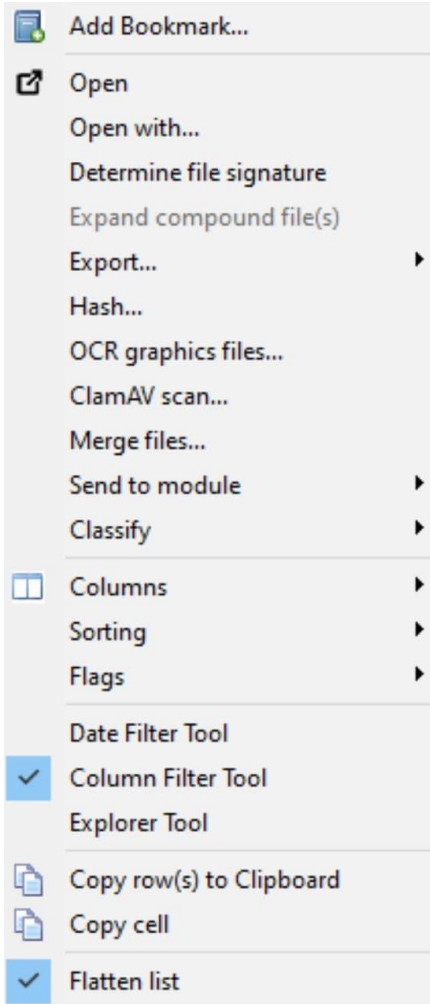 Add Bookmark...
Open
Open with...
Determine file signature
Expand compound file(s)
Export...
Hash...
OCR graphics files...
ClamAV scan...
Merge files...
Send to module
Classify
Columns
Sorting
Flags
Date Filter Tool
Column Filter Tool
Explorer Tool
Copy row(s) to Clipboard
Copy cell
Flatten list